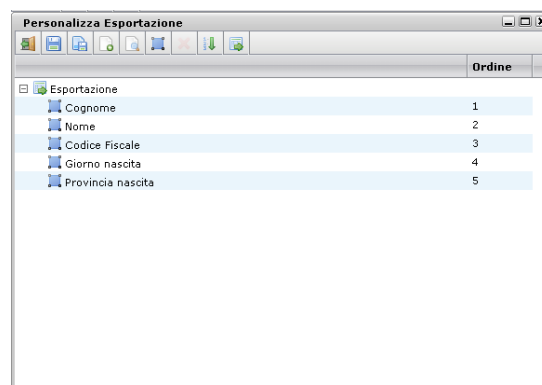 Personalizza Esportazione
Ordine
Esportazione
Cognome 1
Nome 2
Codice Fiscale 3
Giorno nascita 4
Provincia nascita 5